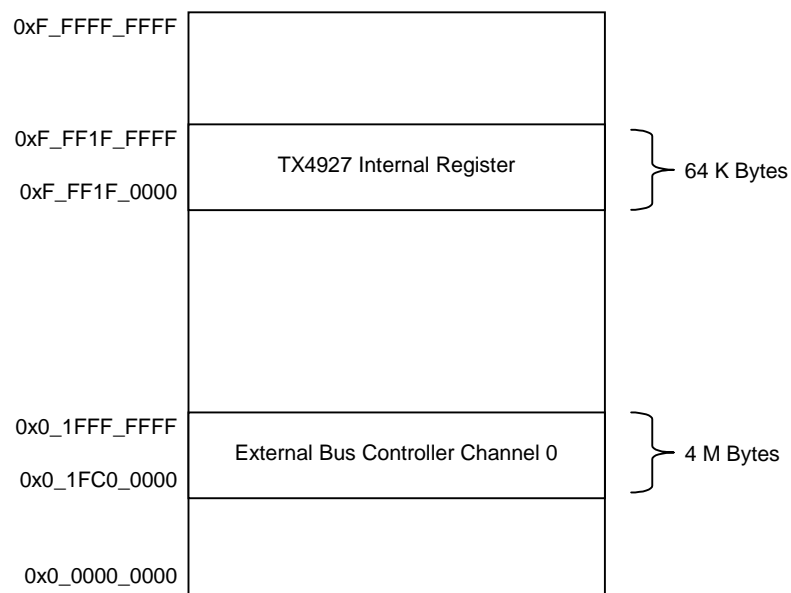 0xF_FFFF_FFFF
0xF_FF1F_FFFF
TX4927 Internal Register
64 K Bytes
0xF_FF1F_0000
0x0_1FFF_FFFF
External Bus Controller Channel 0
4 M Bytes
0x0_1FC0_0000
0x0_0000_0000